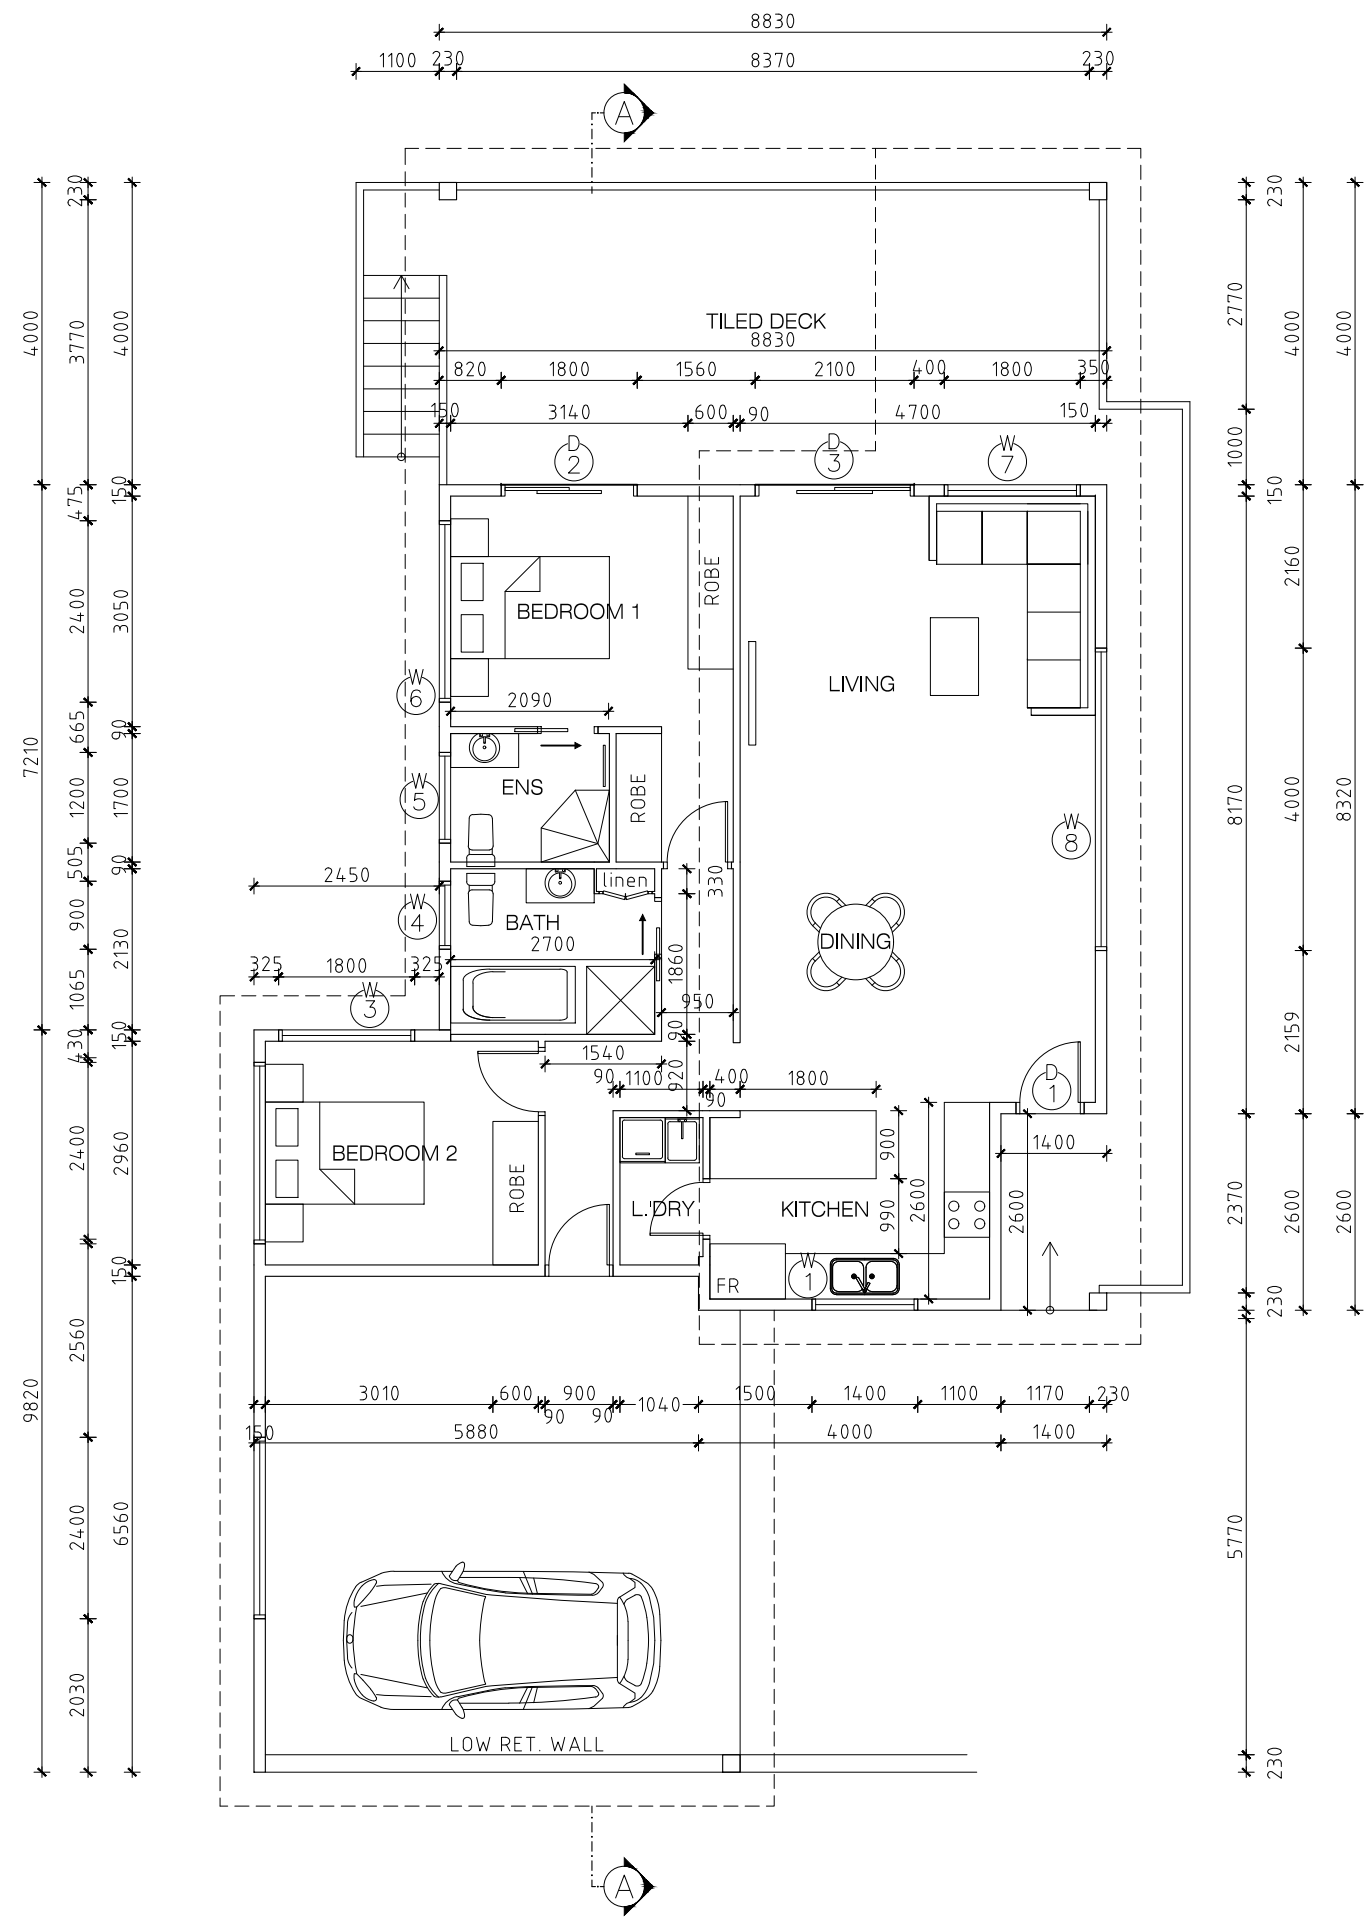 8830
1100 230 8370 230
A
230 3770 4000 4000
230 2770 4000 4000
TILED DECK
8830
820 1800 1560 2100 400 1800 350
150 3140 600 90 4700 150
1000
D
2
D
3
W
7
475 150 150
2400 3050
BEDROOM 1
ROBE
2160
LIVING
W
6
2090
665 90
7210
ENS
ROBE
W
5
1200 1700
W
8
8170 4000 8320
505 90
2450
linen
330
W
4
BATH
2700
900 2130
DINING
325 1800 325
1065
1860
950
W
3
430 150
90
1540
2159
90 1100 90 400 1800
920
D
1
BEDROOM 2
ROBE
2400 2960
L.'DRY
KITCHEN
900
990
2600
1400
2600
2370 2600 2600
FR
W
1
150
230
2560
9820
3010 600 90 900 90 1040 1500 1400 1100 1170 230
150 5880 4000 1400
2400 6560
5770
2030
LOW RET. WALL
230
A